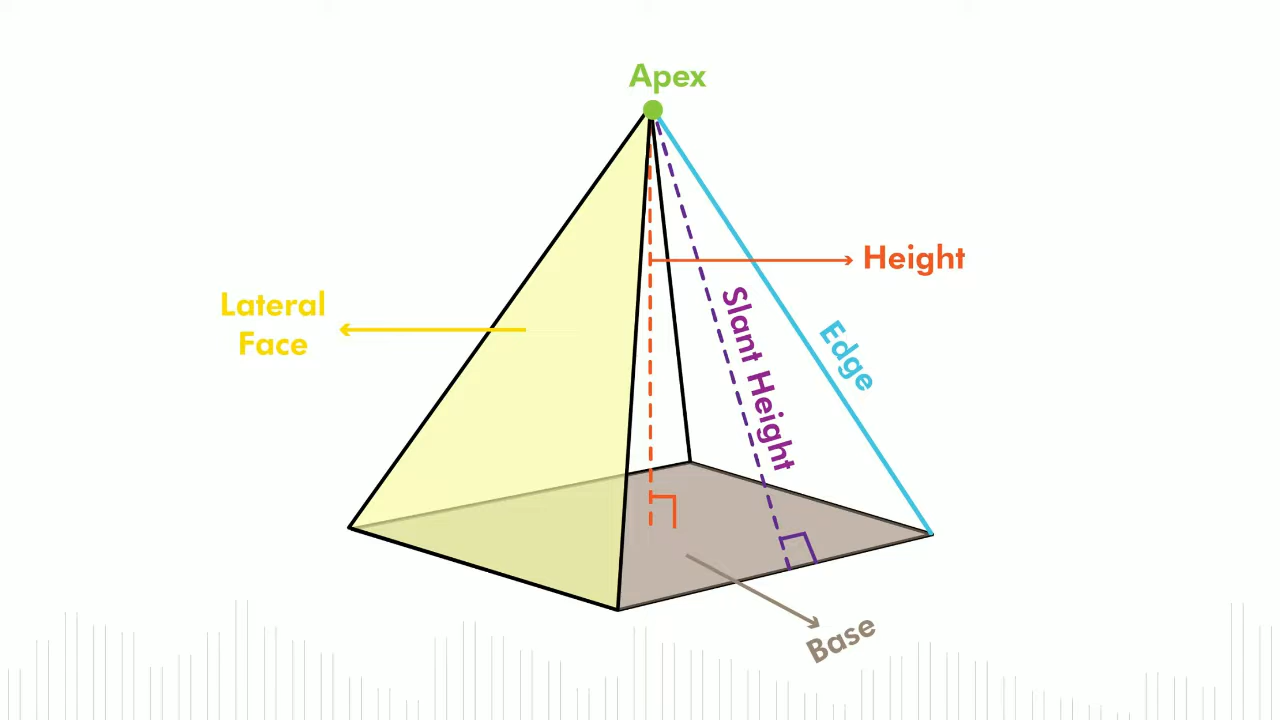 Apex
Height
Lateral
Face
Slant Height
Edge
Base